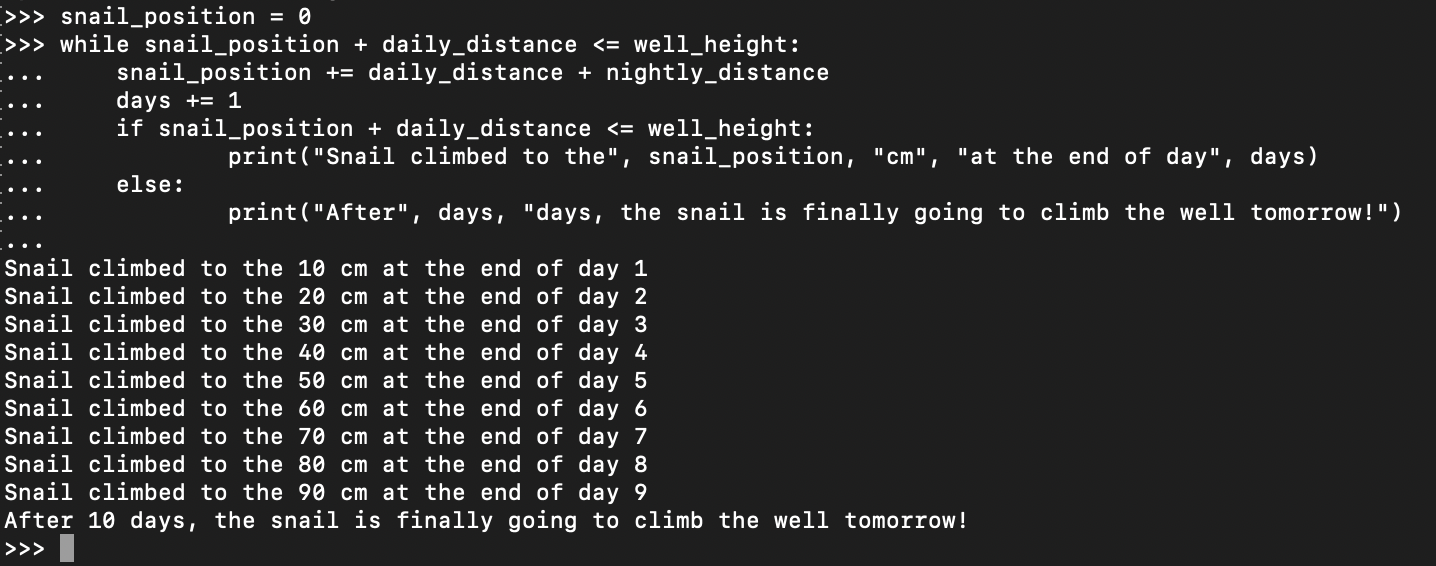 >>> snail_position = 0
>>> while snail_position + daily_distance <= well_height:
...     snail_position += daily_distance + nightly_distance
...     days += 1
...     if snail_position + daily_distance <= well_height:
...             print("Snail climbed to the", snail_position, "cm", "at the end of day", days)
...     else:
...             print("After", days, "days, the snail is finally going to climb the well tomorrow!")
...
Snail climbed to the 10 cm at the end of day 1
Snail climbed to the 20 cm at the end of day 2
Snail climbed to the 30 cm at the end of day 3
Snail climbed to the 40 cm at the end of day 4
Snail climbed to the 50 cm at the end of day 5
Snail climbed to the 60 cm at the end of day 6
Snail climbed to the 70 cm at the end of day 7
Snail climbed to the 80 cm at the end of day 8
Snail climbed to the 90 cm at the end of day 9
After 10 days, the snail is finally going to climb the well tomorrow!
>>>